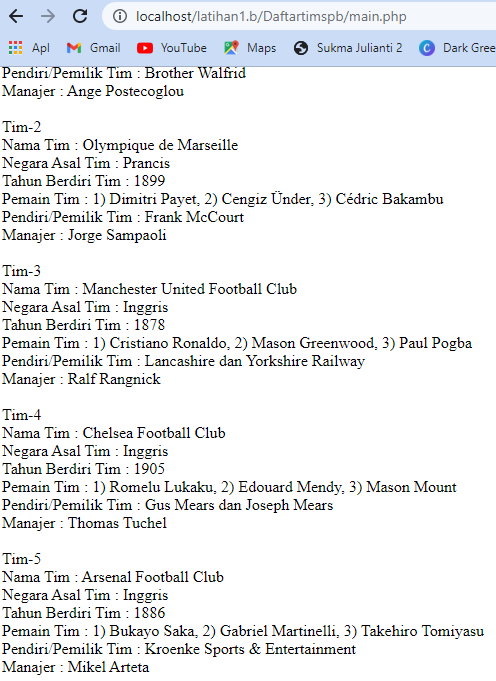 localhost/latihan1.b/Daftartimspb/main.php
Apl Gmail YouTube Maps Sukma Julianti 2 Dark Gree
Pendiri/Pemilik Tim : Brother Walfrid
Manajer : Ange Postecoglou
Tim-2
Nama Tim : Olympique de Marseille
Negara Asal Tim : Prancis
Tahun Berdiri Tim : 1899
Pemain Tim : 1) Dimitri Payet, 2) Cengiz Ünder, 3) Cédric Bakambu
Pendiri/Pemilik Tim : Frank McCourt
Manajer : Jorge Sampaoli
Tim-3
Nama Tim : Manchester United Football Club
Negara Asal Tim : Inggris
Tahun Berdiri Tim : 1878
Pemain Tim : 1) Cristiano Ronaldo, 2) Mason Greenwood, 3) Paul Pogba
Pendiri/Pemilik Tim : Lancashire dan Yorkshire Railway
Manajer : Ralf Rangnick
Tim-4
Nama Tim : Chelsea Football Club
Negara Asal Tim : Inggris
Tahun Berdiri Tim : 1905
Pemain Tim : 1) Romelu Lukaku, 2) Edouard Mendy, 3) Mason Mount
Pendiri/Pemilik Tim : Gus Mears dan Joseph Mears
Manajer : Thomas Tuchel
Tim-5
Nama Tim : Arsenal Football Club
Negara Asal Tim : Inggris
Tahun Berdiri Tim : 1886
Pemain Tim : 1) Bukayo Saka, 2) Gabriel Martinelli, 3) Takehiro Tomiyasu
Pendiri/Pemilik Tim : Kroenke Sports & Entertainment
Manajer : Mikel Arteta